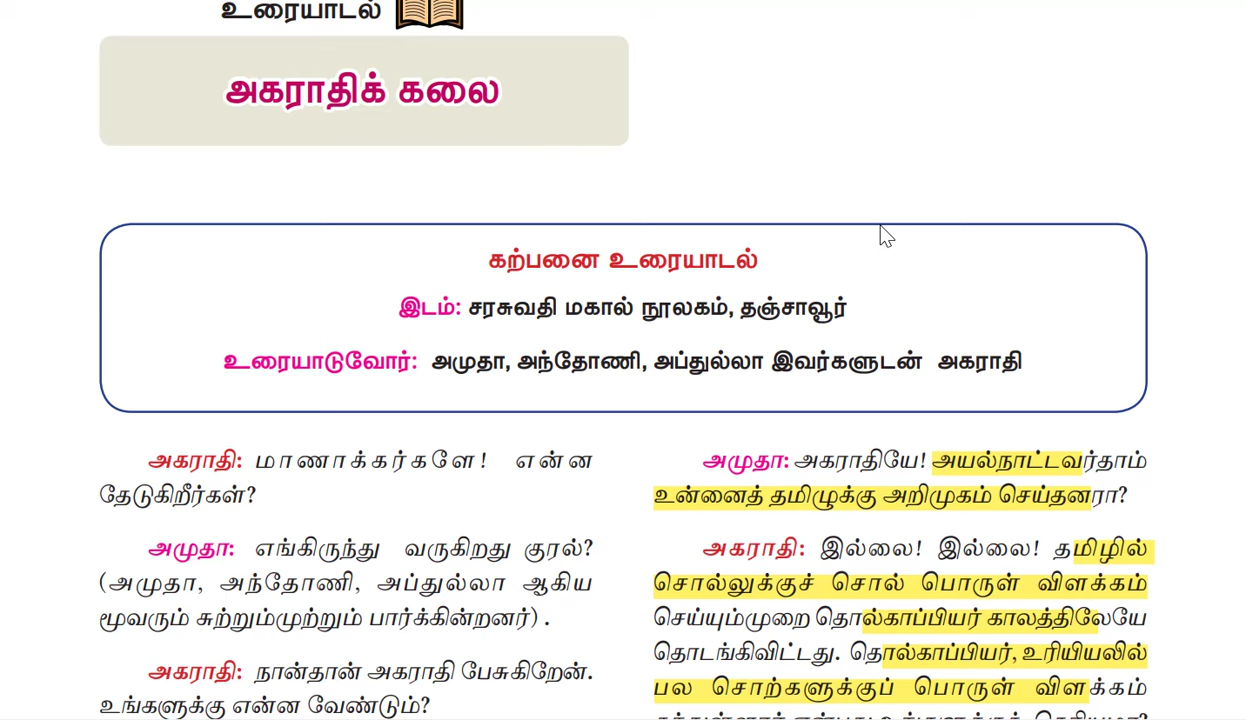 உரையாடல்
அகராதிக் கலை
கற்பனை உரையாடல்
இடம்: சரசுவதி மகால் நூலகம், தஞ்சாவூர்
உரையாடுவோர்: அமுதா, அந்தோணி, அப்துல்லா இவர்களுடன் அகராதி
அகராதி: மாணாக்கர்களே! என்ன
தேடுகிறீர்கள்?
அமுதா: எங்கிருந்து வருகிறது குரல்?
(அமுதா, அந்தோணி, அப்துல்லா ஆகிய
மூவரும் சுற்றும்முற்றும் பார்க்கின்றனர்) .
அகராதி: நான்தான் அகராதி பேசுகிறேன்.
உங்களுக்கு என்ன வேண்டும்?
அமுதா: அகராதியே! அயல்நாட்டவர்தாம்
உன்னைத் தமிழுக்கு அறிமுகம் செய்தனரா?
அகராதி: இல்லை! இல்லை! தமிழில்
சொல்லுக்குச் சொல் பொருள் விளக்கம்
செய்யும்முறை தொல்காப்பியர் காலத்திலேயே
தொடங்கிவிட்டது. தொல்காப்பியர், உரியியலில்
பல சொற்களுக்குப் பொருள் விளக்கம்